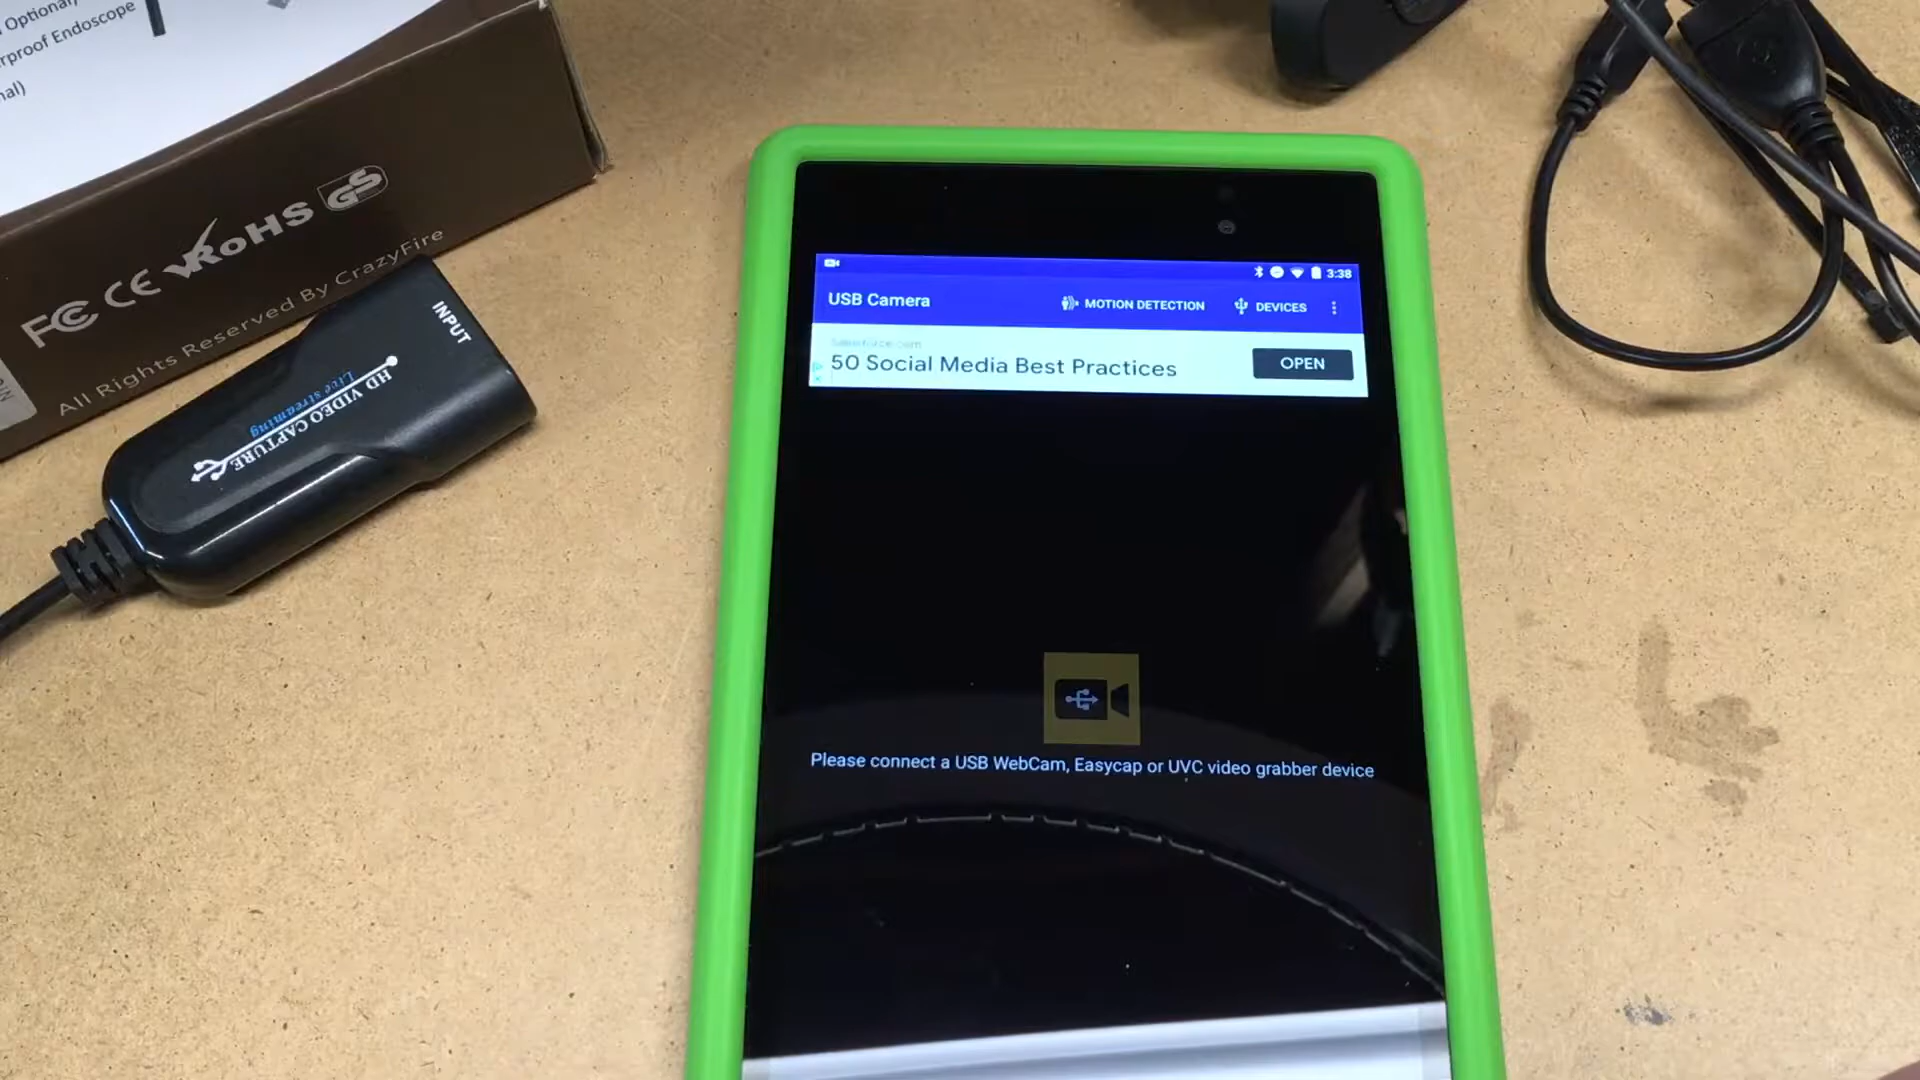 Optional)
rproof Endoscope
nal)
FC CE RoHS GS
All Rights Reserved By CrazyFire
INPUT
HD VIDEO CAPTURE
Live streaming
3:38
USB Camera
MOTION DETECTION
DEVICES
Salesforce.com
50 Social Media Best Practices
OPEN
Please connect a USB WebCam, Easycap or UVC video grabber device